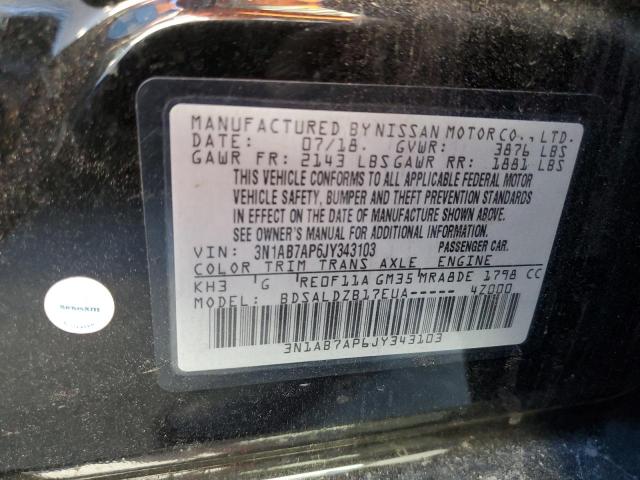 MANUFACTURED BY NISSAN MOTOR CO., LTD.
DATE: 07/18. GVWR: 3876 LBS
GAWR FR: 2143 LBS GAWR RR: 1881 LBS
THIS VEHICLE CONFORMS TO ALL APPLICABLE FEDERAL MOTOR
VEHICLE SAFETY, BUMPER AND THEFT PREVENTION STANDARDS
IN EFFECT ON THE DATE OF MANUFACTURE SHOWN ABOVE.
SEE OWNER'S MANUAL FOR ADDITIONAL INFORMATION.
VIN: 3N1AB7AP6JY343103 PASSENGER CAR.
COLOR TRIM TRANS AXLE ENGINE
KH3 G RE0F11A GM35 MRA8DE 1798 CC
MODEL: BDSALDZB17EUA----- 4Z000
3N1AB7AP6JY343103